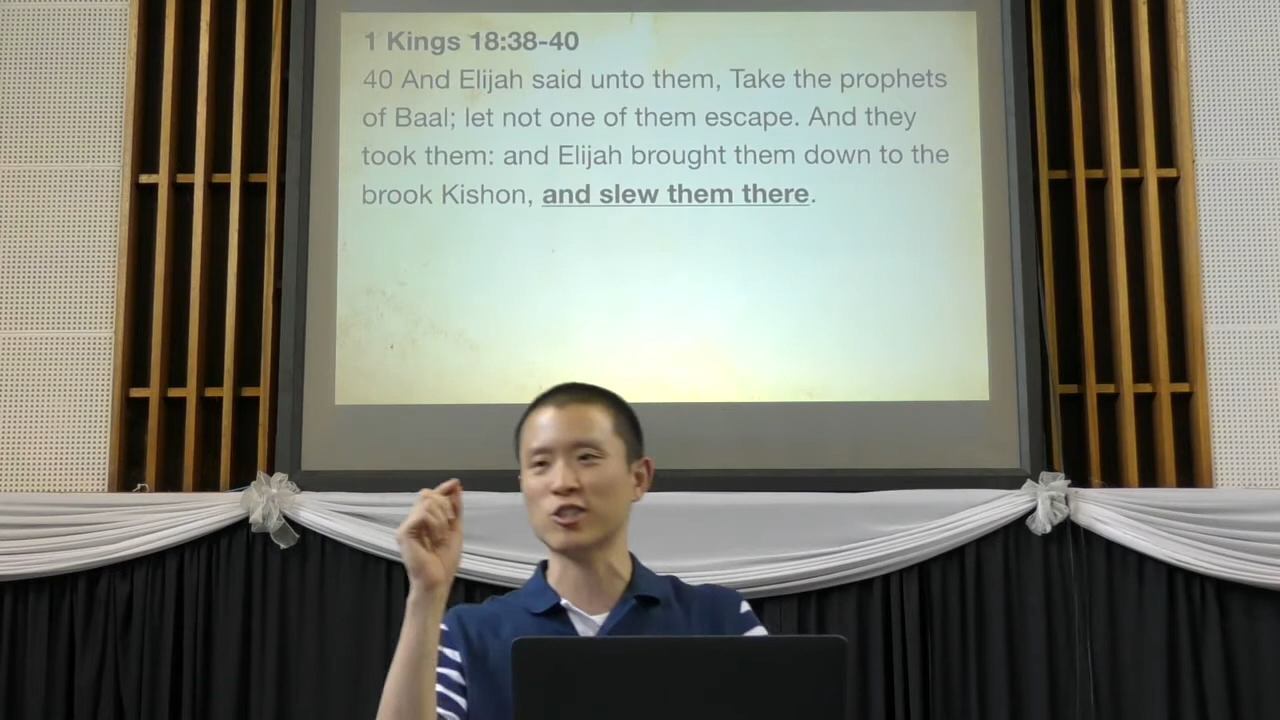 1 Kings 18:38-40
40 And Elijah said unto them, Take the prophets
of Baal; let not one of them escape. And they
took them: and Elijah brought them down to the
brook Kishon, and slew them there.